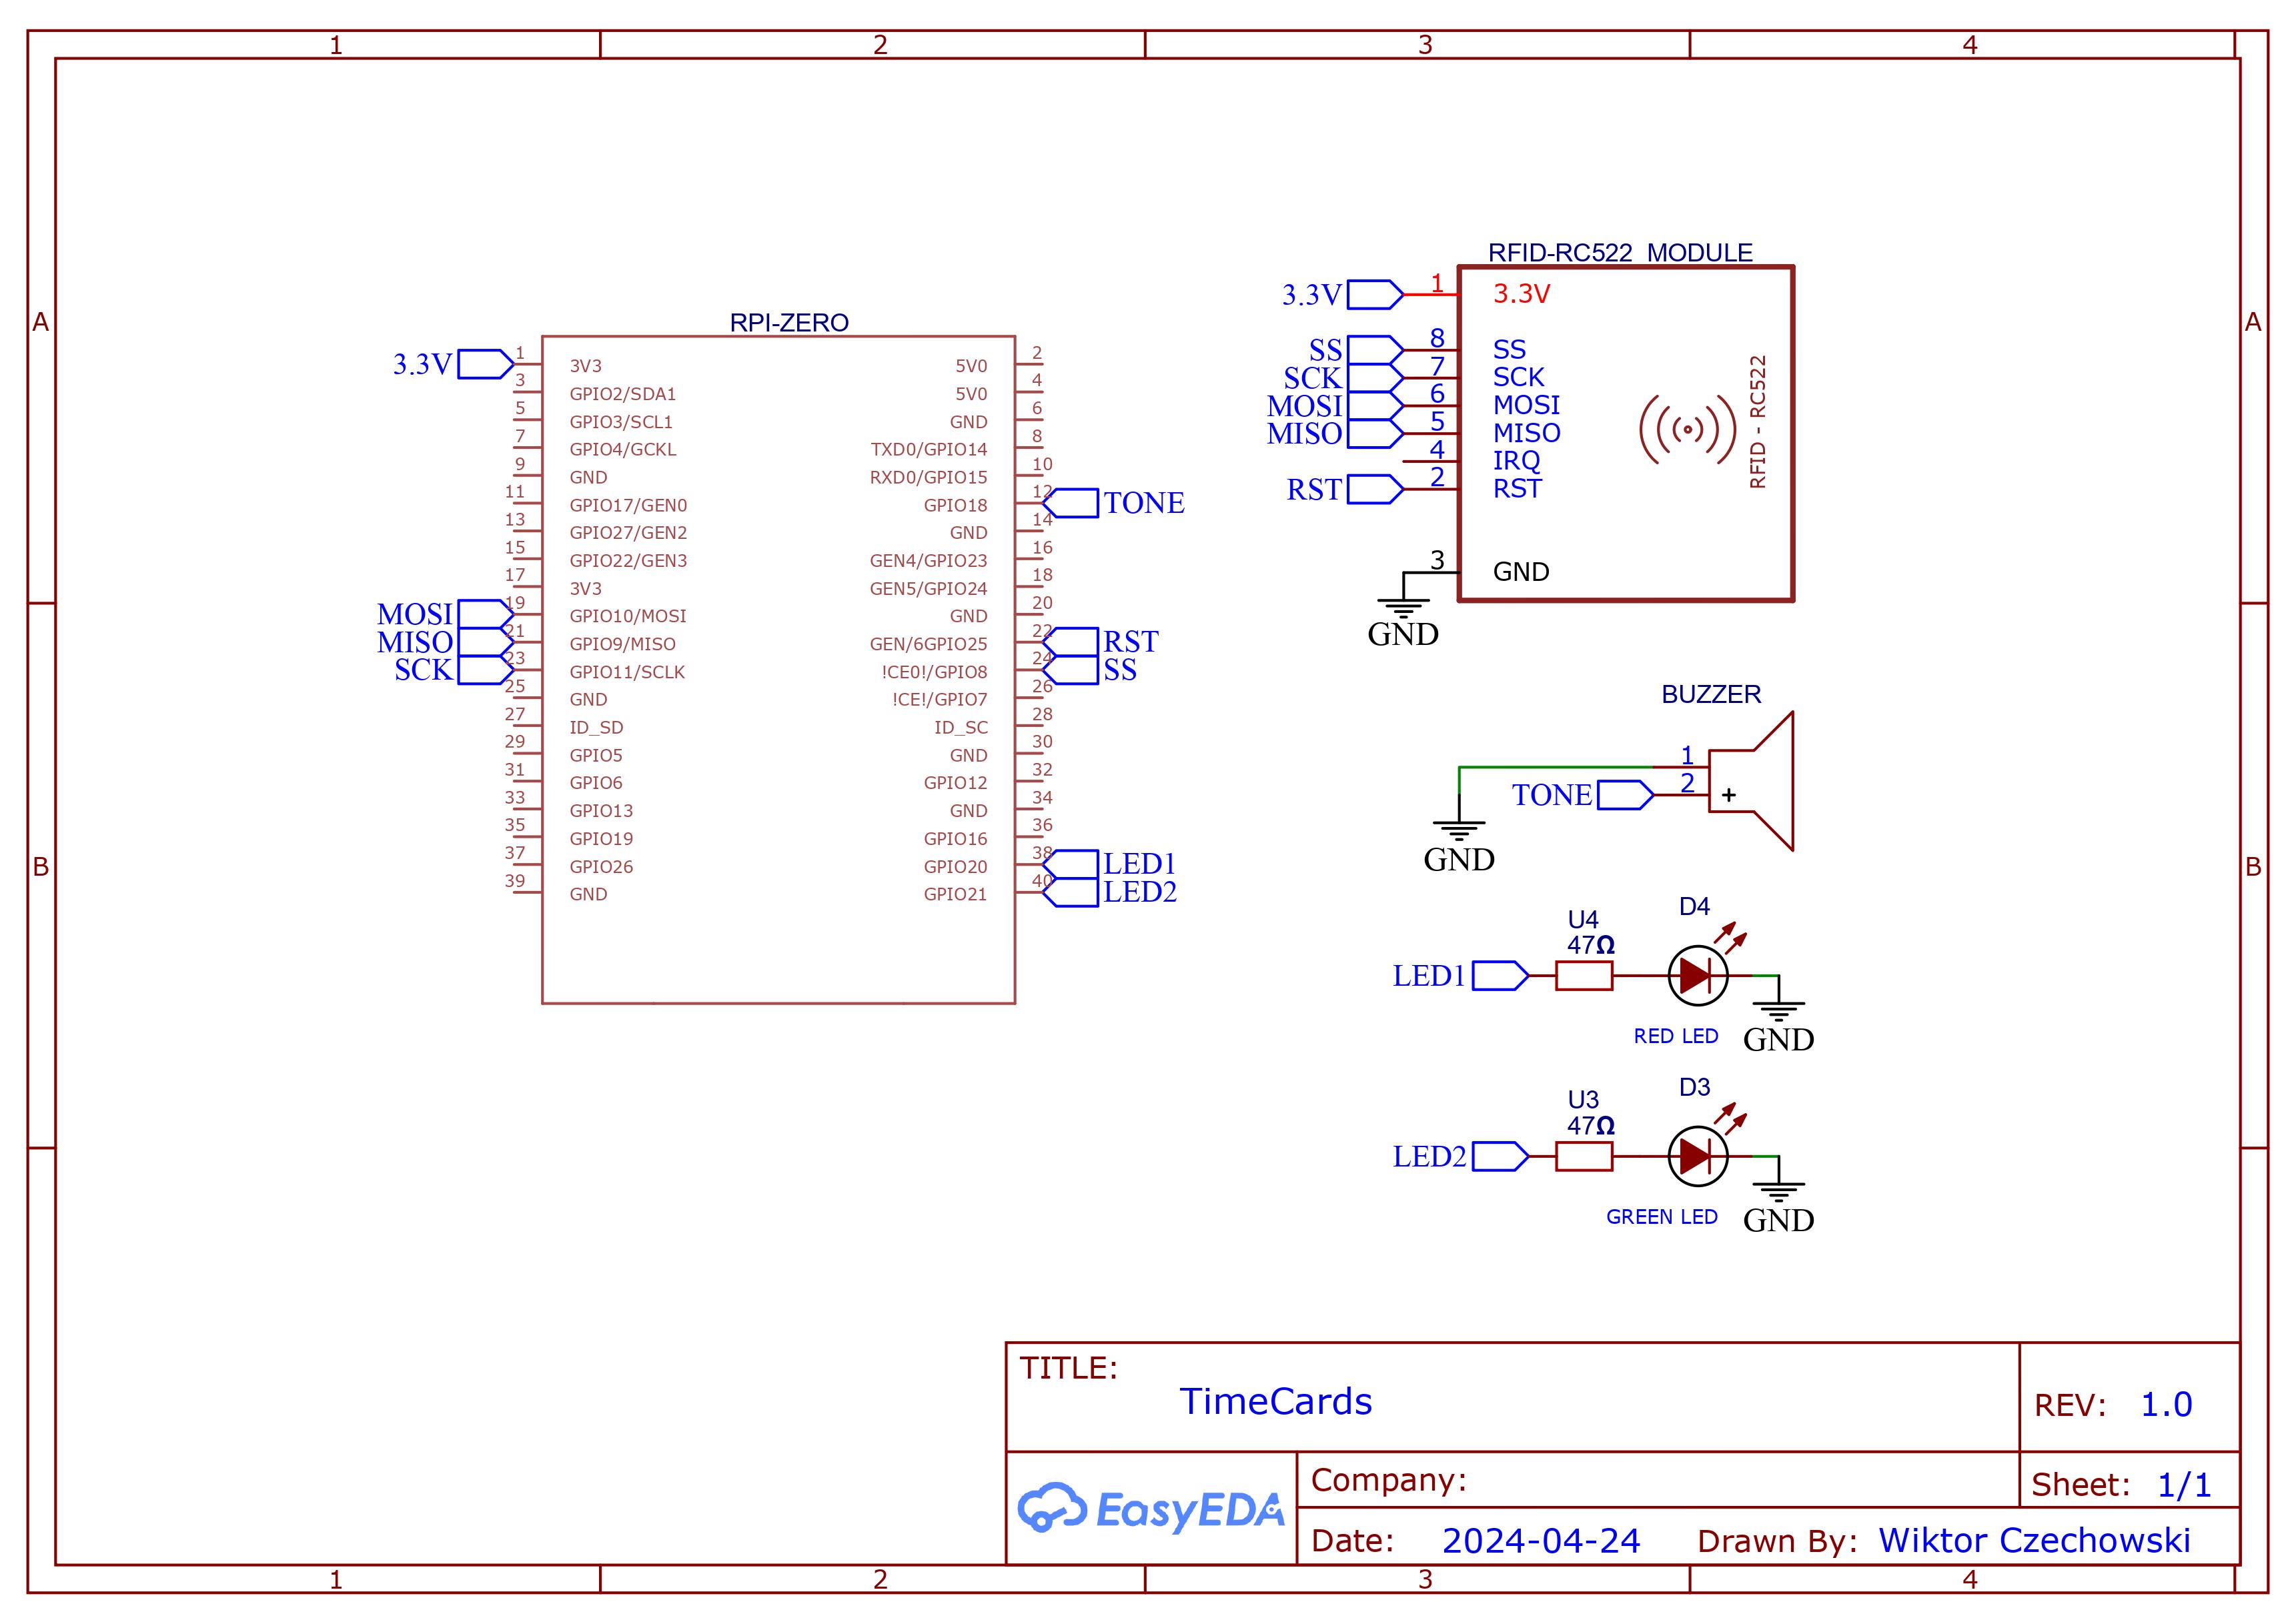 1 2 3 4
A A
B B
RPI-ZERO
3.3V 1 3V3 5V0 2
3 GPIO2/SDA1 5V0 4
5 GPIO3/SCL1 GND 6
7 GPIO4/GCKL TXD0/GPIO14 8
9 GND RXD0/GPIO15 10
11 GPIO17/GEN0 GPIO18 12 TONE
13 GPIO27/GEN2 GND 14
15 GPIO22/GEN3 GEN4/GPIO23 16
17 3V3 GEN5/GPIO24 18
MOSI 19 GPIO10/MOSI GND 20
MISO 21 GPIO9/MISO GEN/6GPIO25 22 RST
SCK 23 GPIO11/SCLK !CE0!/GPIO8 24 SS
25 GND !CE!/GPIO7 26
27 ID_SD ID_SC 28
29 GPIO5 GND 30
31 GPIO6 GPIO12 32
33 GPIO13 GND 34
35 GPIO19 GPIO16 36
37 GPIO26 GPIO20 38 LED1
39 GND GPIO21 40 LED2
RFID-RC522 MODULE
3.3V 1 3.3V
SS 8 SS
SCK 7 SCK
MOSI 6 MOSI
MISO 5 MISO
4 IRQ
RST 2 RST
3 GND
GND
RFID - RC522
BUZZER
1
TONE 2 +
GND
U4
47Ω
D4
LED1
RED LED
GND
U3
47Ω
D3
LED2
GREEN LED
GND
TITLE:
TimeCards
REV: 1.0
EasyEDA
Company:
Sheet: 1/1
Date: 2024-04-24 Drawn By: Wiktor Czechowski
1 2 3 4